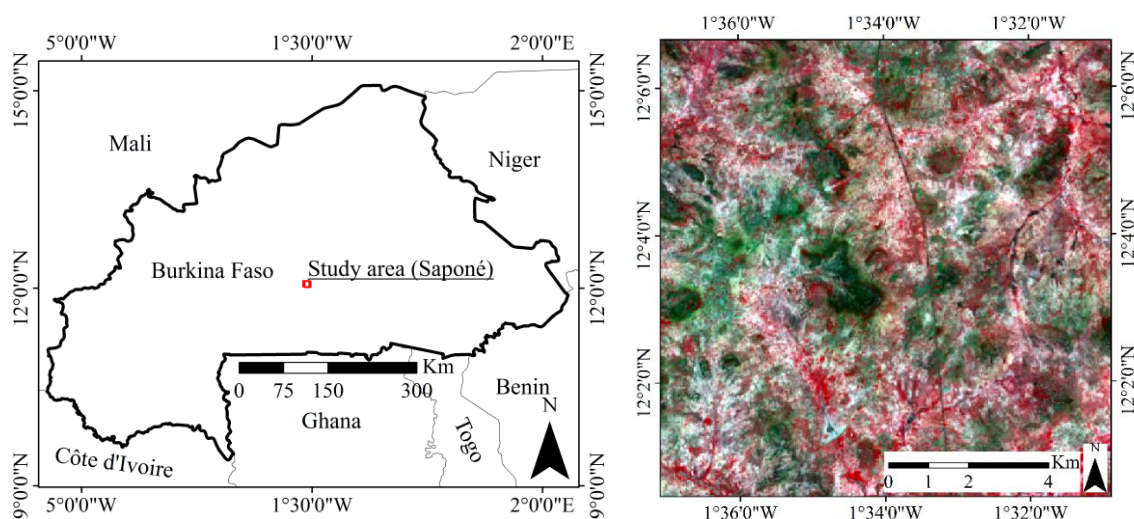 5°0'0"W 1°30'0"W 2°0'0"E
15°0'0"N
15°0'0"N
Mali
Niger
Burkina Faso
Study area (Saponé)
12°0'0"N
12°0'0"N
Km
0 75 150 300
Benin
Ghana
Togo
N
Côte d'Ivoire
9°0'0"N
9°0'0"N
5°0'0"W 1°30'0"W 2°0'0"E
1°36'0"W 1°34'0"W 1°32'0"W
12°6'0"N
12°6'0"N
12°4'0"N
12°4'0"N
12°2'0"N
12°2'0"N
Km
0 1 2 4
N
1°36'0"W 1°34'0"W 1°32'0"W